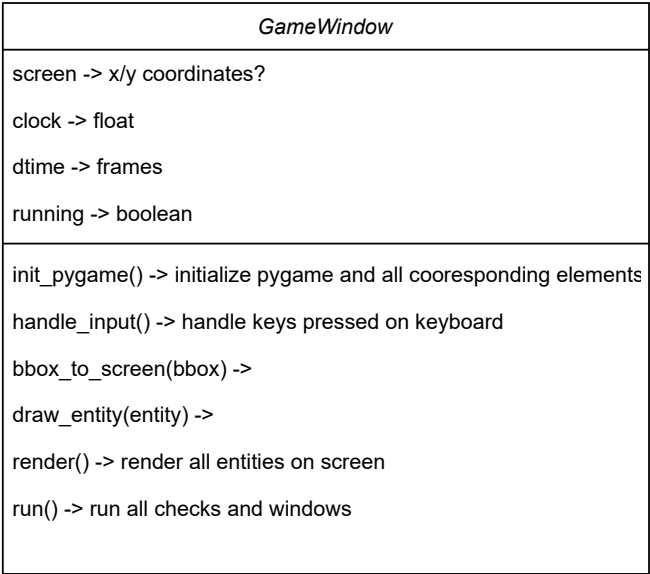 GameWindow
screen -> x/y coordinates?
clock -> float
dtime -> frames
running -> boolean
init_pygame() -> initialize pygame and all cooresponding elements
handle_input() -> handle keys pressed on keyboard
bbox_to_screen(bbox) ->
draw_entity(entity) ->
render() -> render all entities on screen
run() -> run all checks and windows